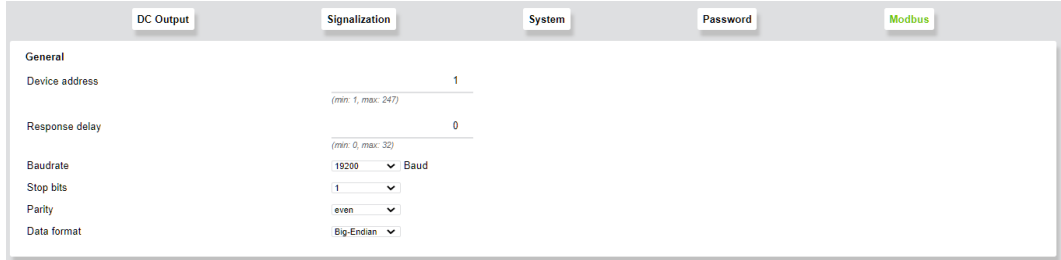 DC Output Signalization System Password Modbus
General
Device address 1
(min: 1, max: 247)
Response delay 0
(min: 0, max: 32)
Baudrate 19200 Baud
Stop bits 1
Parity even
Data format Big-Endian